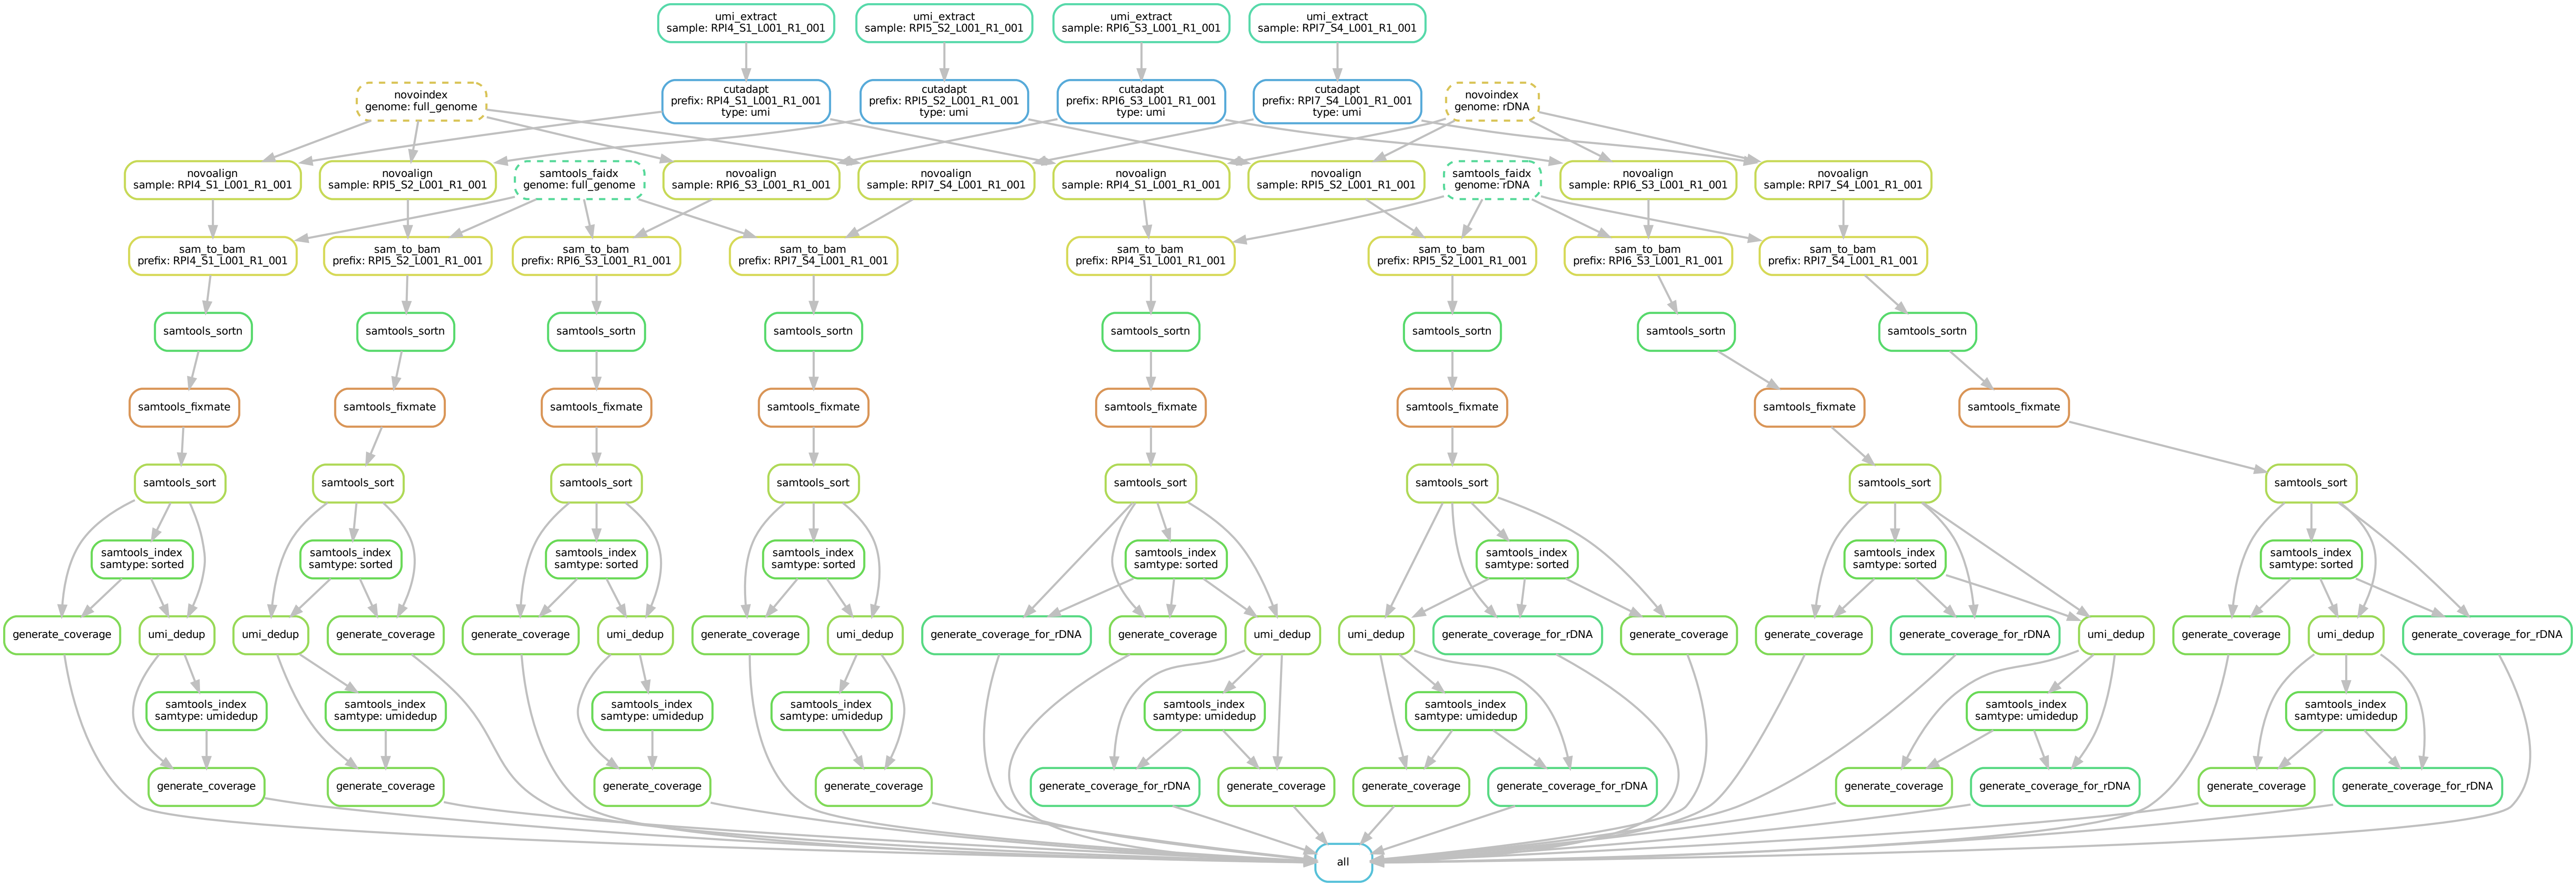 umi_extract
sample: RPI4_S1_L001_R1_001
umi_extract
sample: RPI5_S2_L001_R1_001
umi_extract
sample: RPI6_S3_L001_R1_001
umi_extract
sample: RPI7_S4_L001_R1_001
novoindex
genome: full_genome
cutadapt
prefix: RPI4_S1_L001_R1_001
type: umi
cutadapt
prefix: RPI5_S2_L001_R1_001
type: umi
cutadapt
prefix: RPI6_S3_L001_R1_001
type: umi
cutadapt
prefix: RPI7_S4_L001_R1_001
type: umi
novoindex
genome: rDNA
novoalign
sample: RPI4_S1_L001_R1_001
novoalign
sample: RPI5_S2_L001_R1_001
samtools_faidx
genome: full_genome
novoalign
sample: RPI6_S3_L001_R1_001
novoalign
sample: RPI7_S4_L001_R1_001
novoalign
sample: RPI4_S1_L001_R1_001
novoalign
sample: RPI5_S2_L001_R1_001
samtools_faidx
genome: rDNA
novoalign
sample: RPI6_S3_L001_R1_001
novoalign
sample: RPI7_S4_L001_R1_001
sam_to_bam
prefix: RPI4_S1_L001_R1_001
sam_to_bam
prefix: RPI5_S2_L001_R1_001
sam_to_bam
prefix: RPI6_S3_L001_R1_001
sam_to_bam
prefix: RPI7_S4_L001_R1_001
sam_to_bam
prefix: RPI4_S1_L001_R1_001
sam_to_bam
prefix: RPI5_S2_L001_R1_001
sam_to_bam
prefix: RPI6_S3_L001_R1_001
sam_to_bam
prefix: RPI7_S4_L001_R1_001
samtools_sortn
samtools_sortn
samtools_sortn
samtools_sortn
samtools_sortn
samtools_sortn
samtools_sortn
samtools_sortn
samtools_fixmate
samtools_fixmate
samtools_fixmate
samtools_fixmate
samtools_fixmate
samtools_fixmate
samtools_fixmate
samtools_fixmate
samtools_sort
samtools_sort
samtools_sort
samtools_sort
samtools_sort
samtools_sort
samtools_sort
samtools_sort
samtools_index
samtype: sorted
samtools_index
samtype: sorted
samtools_index
samtype: sorted
samtools_index
samtype: sorted
samtools_index
samtype: sorted
samtools_index
samtype: sorted
samtools_index
samtype: sorted
samtools_index
samtype: sorted
generate_coverage
umi_dedup
umi_dedup
generate_coverage
generate_coverage
umi_dedup
generate_coverage
umi_dedup
generate_coverage_for_rDNA
generate_coverage
umi_dedup
umi_dedup
generate_coverage_for_rDNA
generate_coverage
generate_coverage
generate_coverage_for_rDNA
umi_dedup
generate_coverage
umi_dedup
generate_coverage_for_rDNA
samtools_index
samtype: umidedup
samtools_index
samtype: umidedup
samtools_index
samtype: umidedup
samtools_index
samtype: umidedup
samtools_index
samtype: umidedup
samtools_index
samtype: umidedup
samtools_index
samtype: umidedup
samtools_index
samtype: umidedup
generate_coverage
generate_coverage
generate_coverage
generate_coverage
generate_coverage_for_rDNA
generate_coverage
generate_coverage
generate_coverage_for_rDNA
generate_coverage
generate_coverage_for_rDNA
generate_coverage
generate_coverage_for_rDNA
all